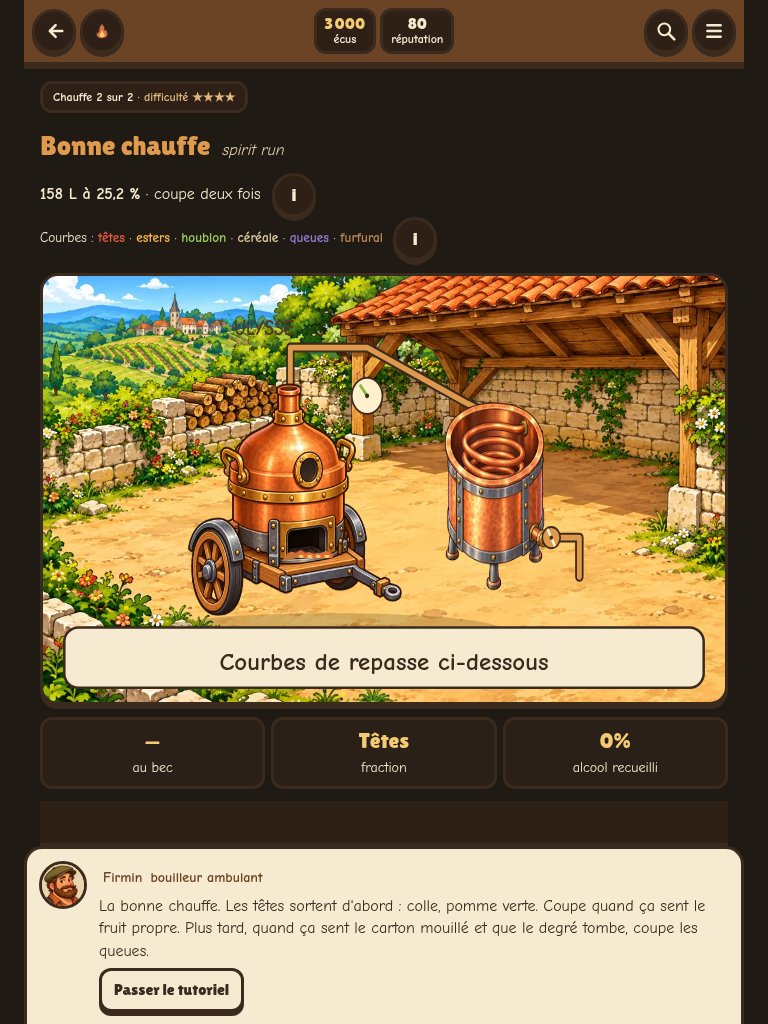 3 000
écus
80
réputation
Chauffe 2 sur 2 · difficulté ★★★★
Bonne chauffe spirit run
158 L à 25,2 % · coupe deux fois i
Courbes : têtes · esters · houblon · céréale · queues · furfural i
Courbes de repasse ci-dessous
—
au bec
Têtes
fraction
0%
alcool recueilli
Firmin bouilleur ambulant
La bonne chauffe. Les têtes sortent d'abord : colle, pomme verte. Coupe quand ça sent le
fruit propre. Plus tard, quand ça sent le carton mouillé et que le degré tombe, coupe les
queues.
Passer le tutoriel